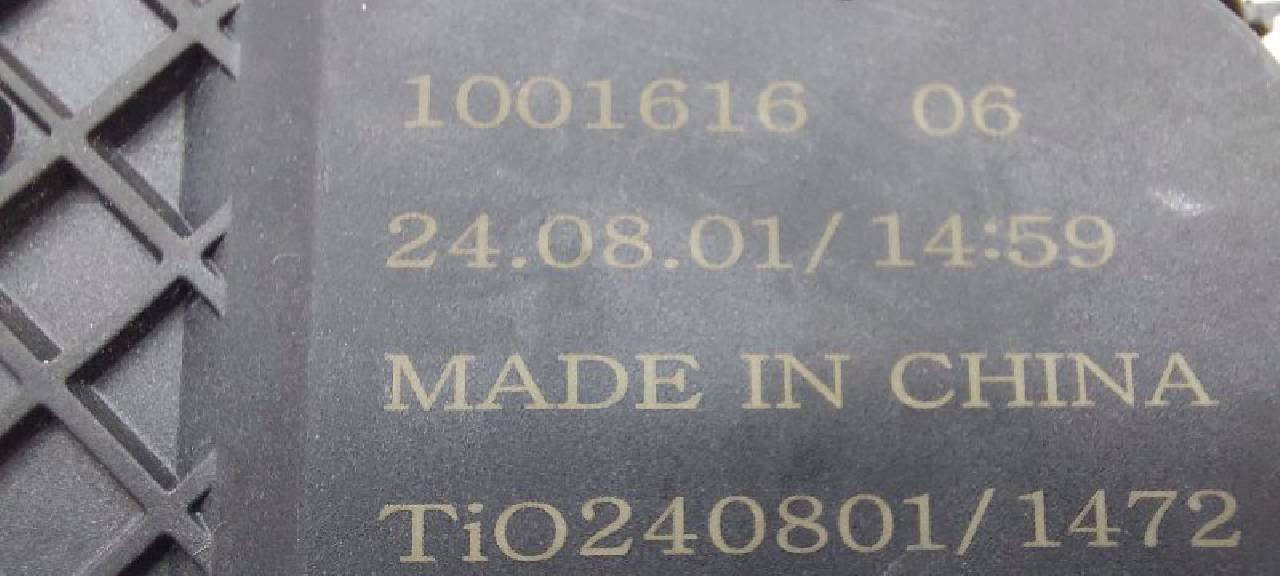 1001616 06
24.08.01/ 14:59
MADE IN CHINA
TiO240801/1472